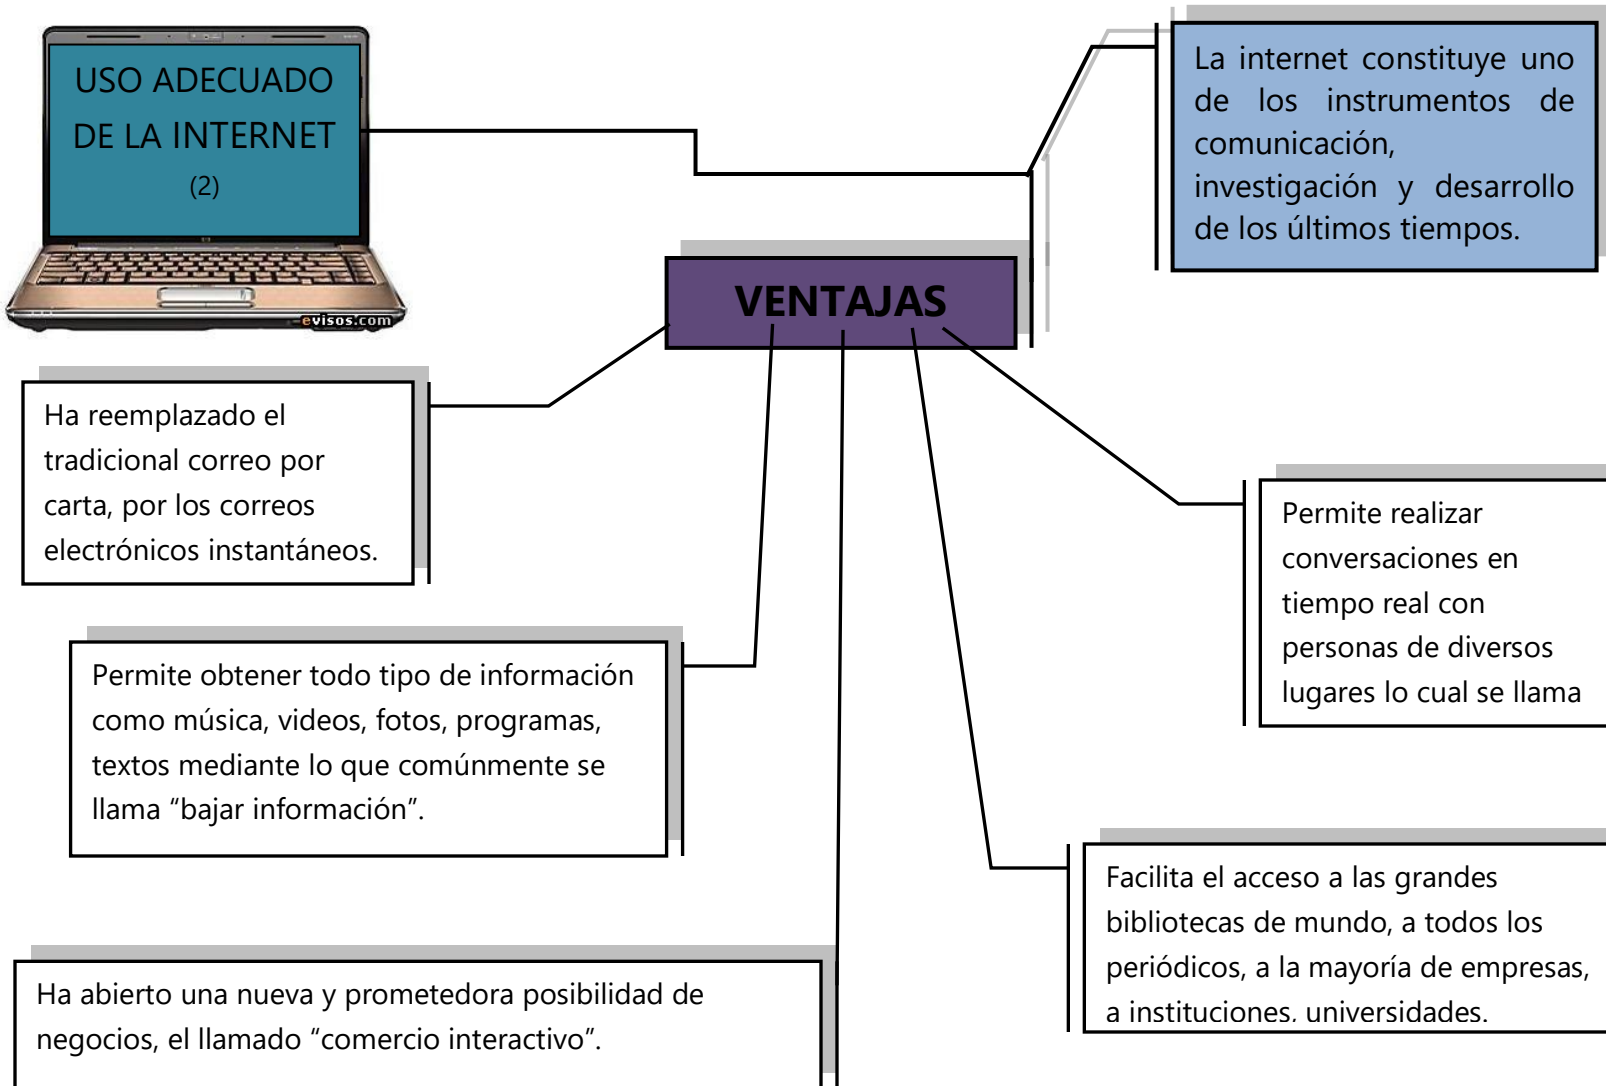 USO ADECUADO
DE LA INTERNET
(2)
evisos.com
La internet constituye uno
de los instrumentos de
comunicación,
investigación y desarrollo
de los últimos tiempos.
VENTAJAS
Ha reemplazado el
tradicional correo por
carta, por los correos
electrónicos instantáneos.
Permite realizar
conversaciones en
tiempo real con
personas de diversos
lugares lo cual se llama
Permite obtener todo tipo de información
como música, videos, fotos, programas,
textos mediante lo que comúnmente se
llama “bajar información”.
Facilita el acceso a las grandes
bibliotecas de mundo, a todos los
periódicos, a la mayoría de empresas,
a instituciones, universidades.
Ha abierto una nueva y prometedora posibilidad de
negocios, el llamado “comercio interactivo”.